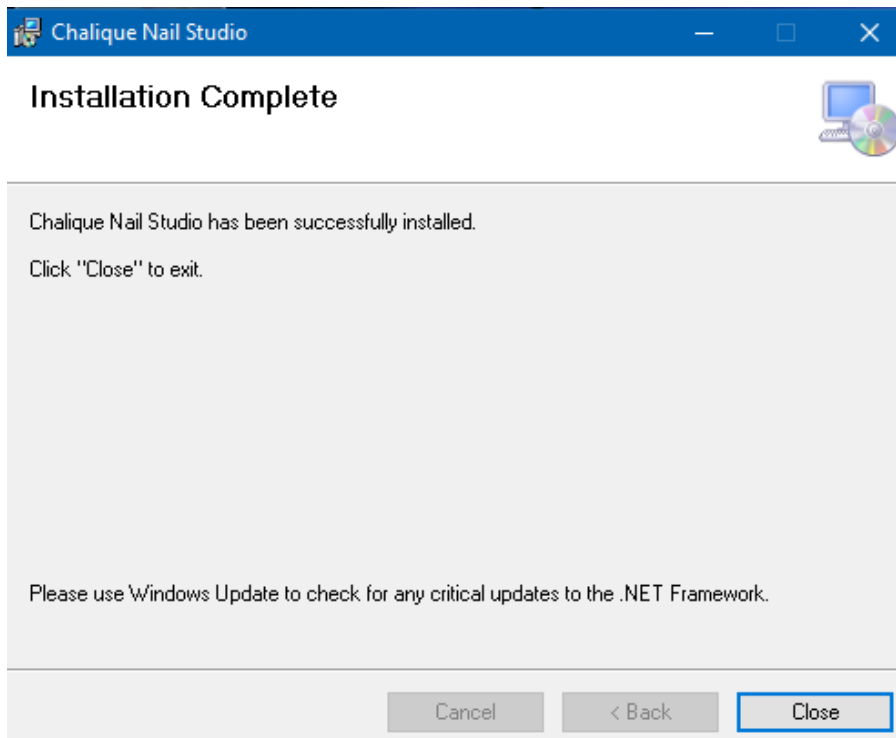 Chalique Nail Studio
Installation Complete
Chalique Nail Studio has been successfully installed.
Click "Close" to exit.
Please use Windows Update to check for any critical updates to the .NET Framework.
Cancel
< Back
Close